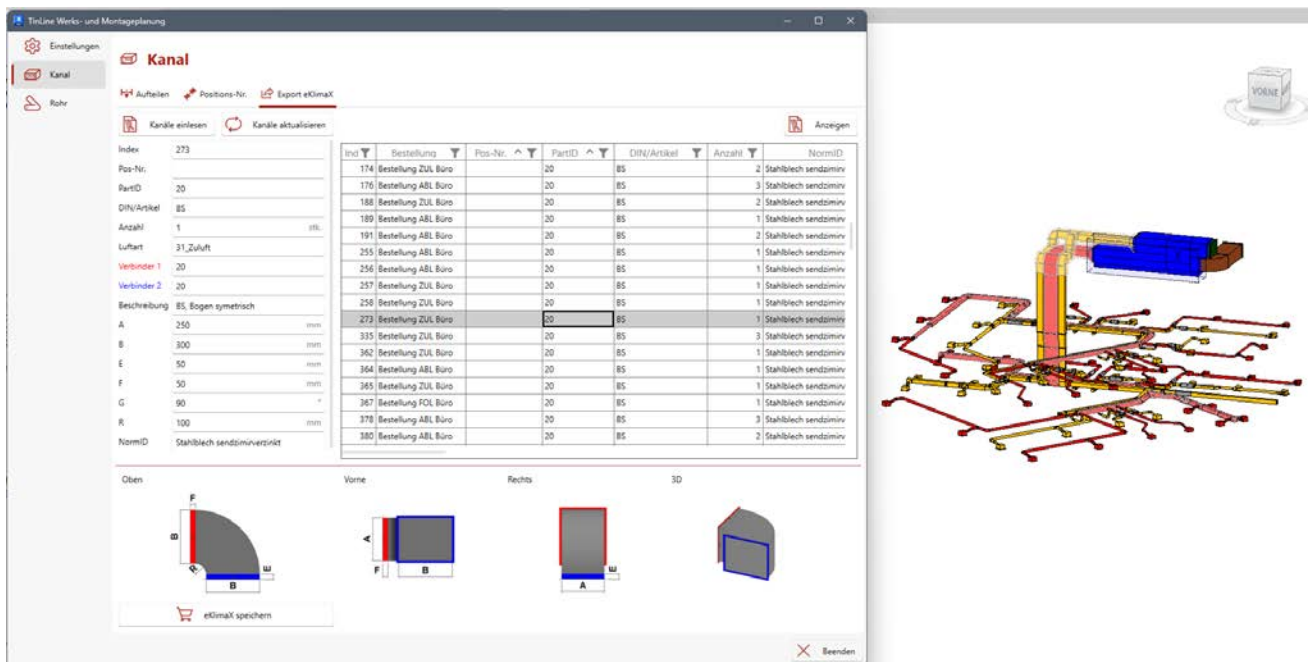 TinLine Werks- und Montageplanung
Einstellungen
Kanal
Rohr
Kanal
Aufteilen Positions-Nr. Export eKlimaX
Kanäle einlesen Kanäle aktualisieren Anzeigen
Index 273
Pos-Nr.
PartID 20
DIN/Artikel BS
Anzahl 1 stk.
Luftart 31_Zuluft
Verbinder 1 20
Verbinder 2 20
Beschreibung BS, Bogen symetrisch
A 250 mm
B 300 mm
E 50 mm
F 50 mm
G 90 °
R 100 mm
NormID Stahlblech sendzimirverzinkt
Ind Bestellung Pos-Nr. PartID DIN/Artikel Anzahl NormID
174 Bestellung ZUL Büro 20 BS 2 Stahlblech sendzimirv
176 Bestellung ABL Büro 20 BS 3 Stahlblech sendzimirv
188 Bestellung ZUL Büro 20 BS 2 Stahlblech sendzimirv
189 Bestellung ABL Büro 20 BS 1 Stahlblech sendzimirv
191 Bestellung ABL Büro 20 BS 2 Stahlblech sendzimirv
255 Bestellung ABL Büro 20 BS 1 Stahlblech sendzimirv
256 Bestellung ABL Büro 20 BS 1 Stahlblech sendzimirv
257 Bestellung ZUL Büro 20 BS 1 Stahlblech sendzimirv
258 Bestellung ZUL Büro 20 BS 1 Stahlblech sendzimirv
273 Bestellung ZUL Büro 20 BS 1 Stahlblech sendzimirv
335 Bestellung ZUL Büro 20 BS 3 Stahlblech sendzimirv
362 Bestellung ZUL Büro 20 BS 1 Stahlblech sendzimirv
364 Bestellung ABL Büro 20 BS 1 Stahlblech sendzimirv
365 Bestellung ZUL Büro 20 BS 1 Stahlblech sendzimirv
367 Bestellung FOL Büro 20 BS 1 Stahlblech sendzimirv
378 Bestellung ABL Büro 20 BS 3 Stahlblech sendzimirv
380 Bestellung ABL Büro 20 BS 2 Stahlblech sendzimirv
Oben Vorne Rechts 3D
F
B
R
E
B
A
F
B
E
A
eKlimaX speichern
Beenden
VORNE